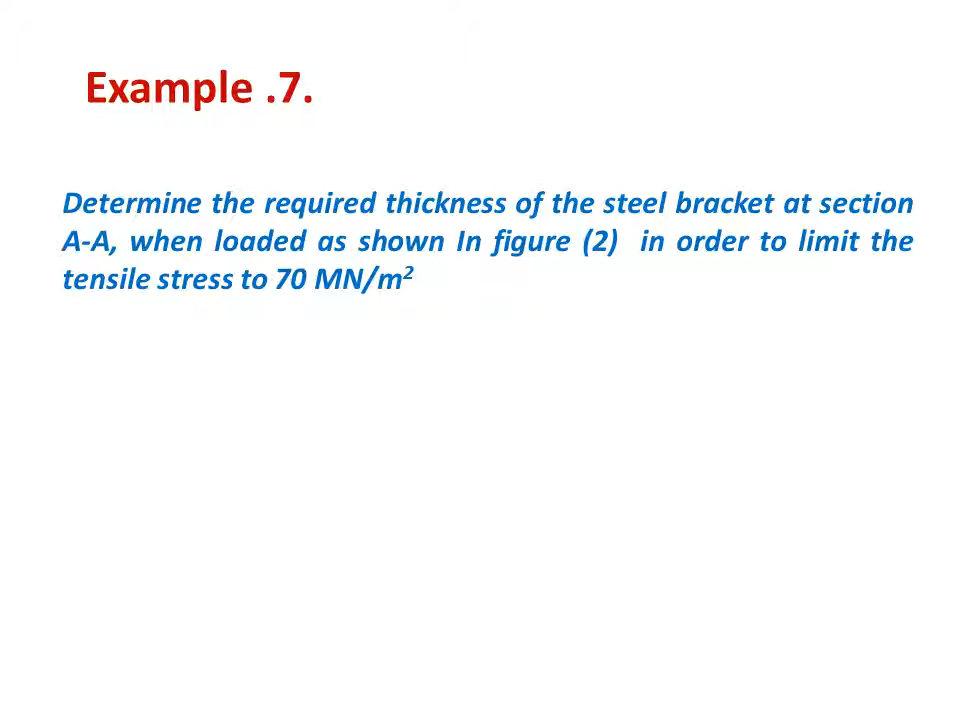 Example .7.
Determine the required thickness of the steel bracket at section
A-A, when loaded as shown In figure (2) in order to limit the
tensile stress to 70 MN/m²